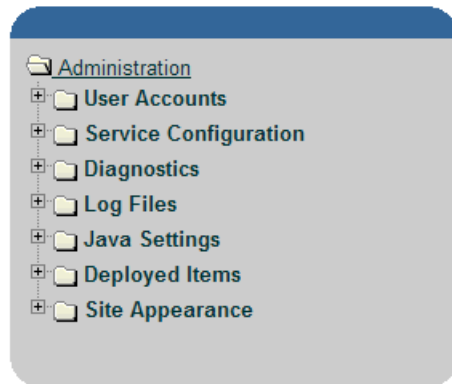 Administration
User Accounts
Service Configuration
Diagnostics
Log Files
Java Settings
Deployed Items
Site Appearance